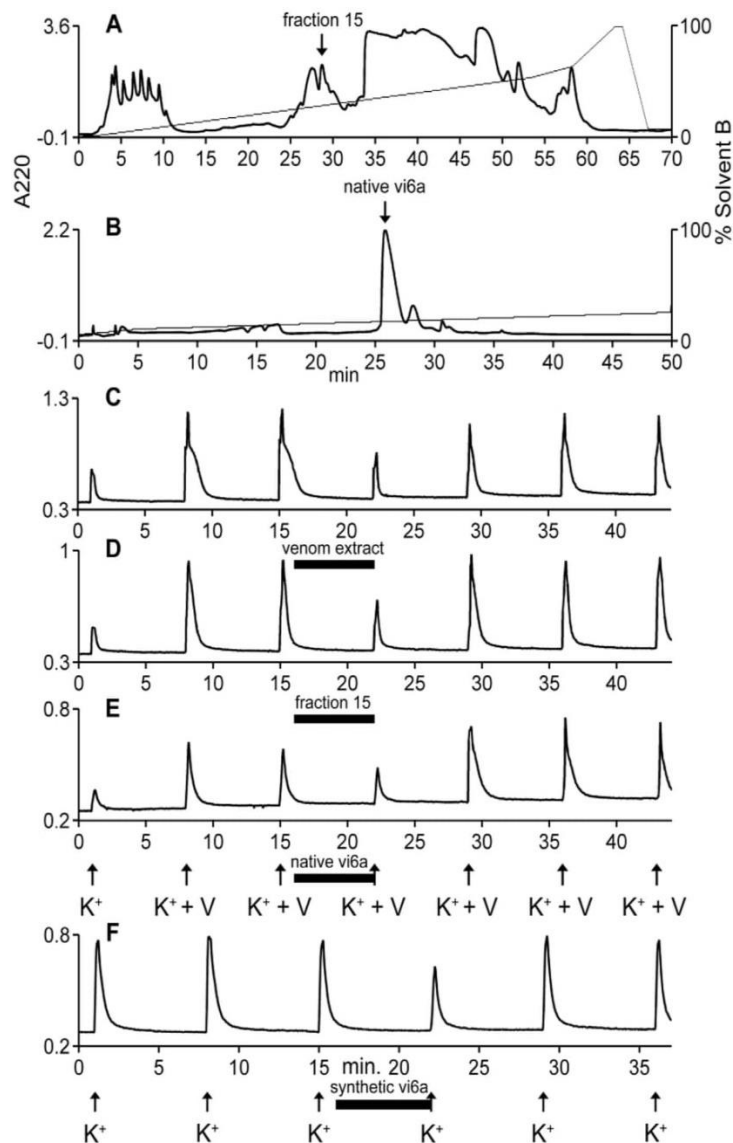 fraction 15
3.6 A 100
A220
% Solvent B
-0.1 0
0 5 10 15 20 25 30 35 40 45 50 55 60 65 70
native vi6a
2.2 B 100
-0.1 0
0 10 15 20 25 30 35 40 45 50
min
1.3 C
0.3
0 5 10 15 20 25 30 35 40
venom extract
1 D
0.3
0 5 10 15 20 25 30 35 40
fraction 15
0.8 E
0.2
0 5 10 15 20 25 30 35 40
native vi6a
K⁺ K⁺ + V K⁺ + V K⁺ + V K⁺ + V K⁺ + V K⁺ + V
0.8 F
0.2
0 5 10 15 min. 20 25 30 35
synthetic vi6a
K⁺ K⁺ K⁺ K⁺ K⁺ K⁺